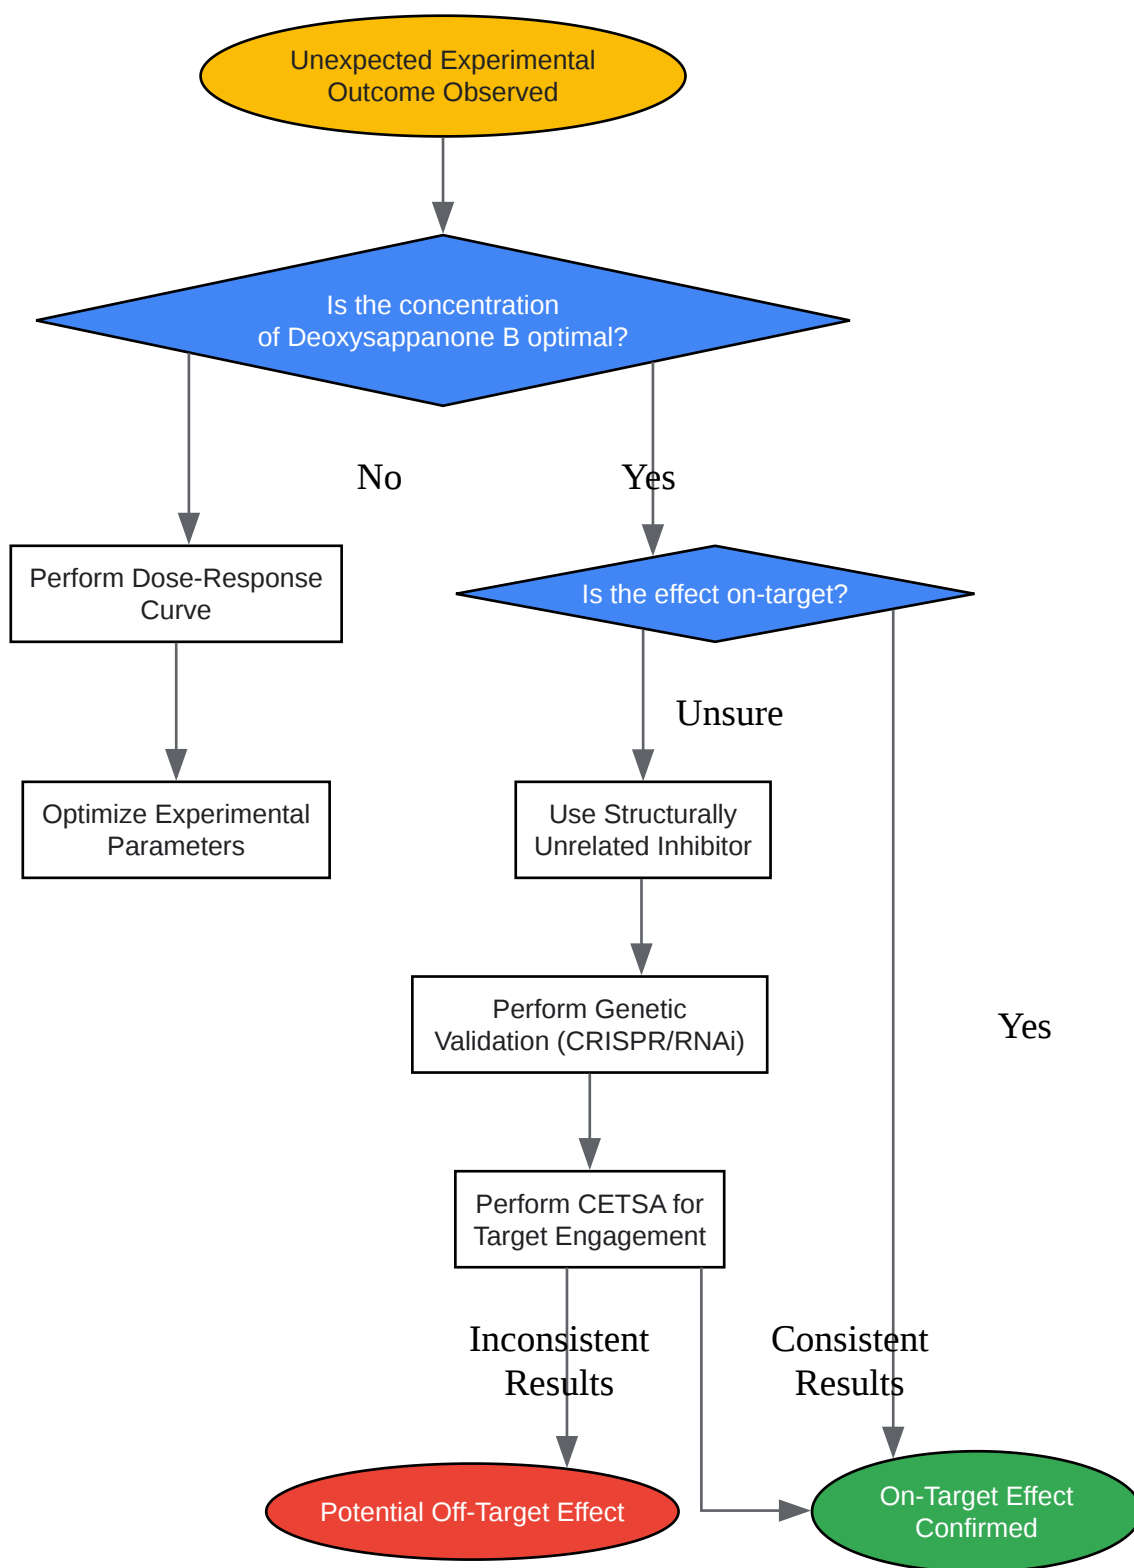 Unexpected Experimental
Outcome Observed
Is the concentration
of Deoxysappanone B optimal?
No
Yes
Perform Dose-Response
Curve
Is the effect on-target?
Unsure
Optimize Experimental
Parameters
Use Structurally
Unrelated Inhibitor
Perform Genetic
Validation (CRISPR/RNAi)
Yes
Perform CETSA for
Target Engagement
Inconsistent
Results
Consistent
Results
Potential Off-Target Effect
On-Target Effect
Confirmed